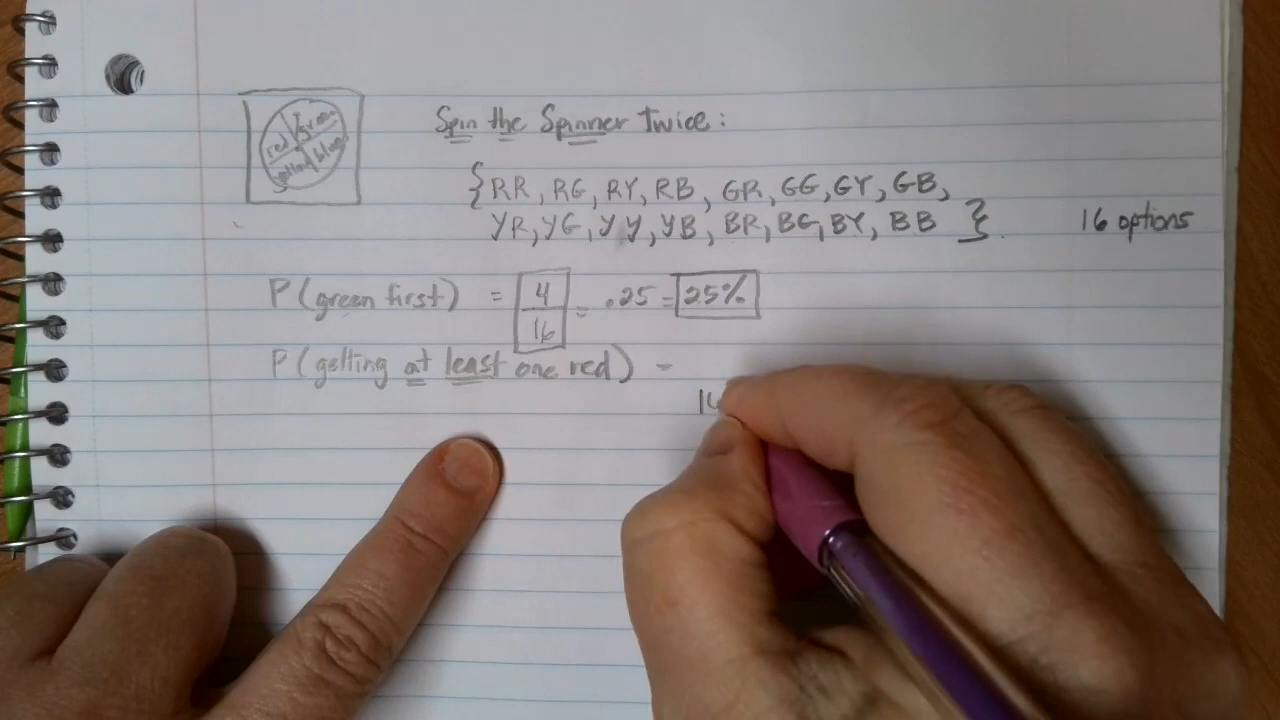 red green
yellow blue
Spin the Spinner Twice:
{RR, RG, RY, RB, GR, GG, GY, GB,
YR, YG, YY, YB, BR, BG, BY, BB }. 16 options
P(green first) = 4/16 = .25 = 25%
P(getting at least one red) =
16